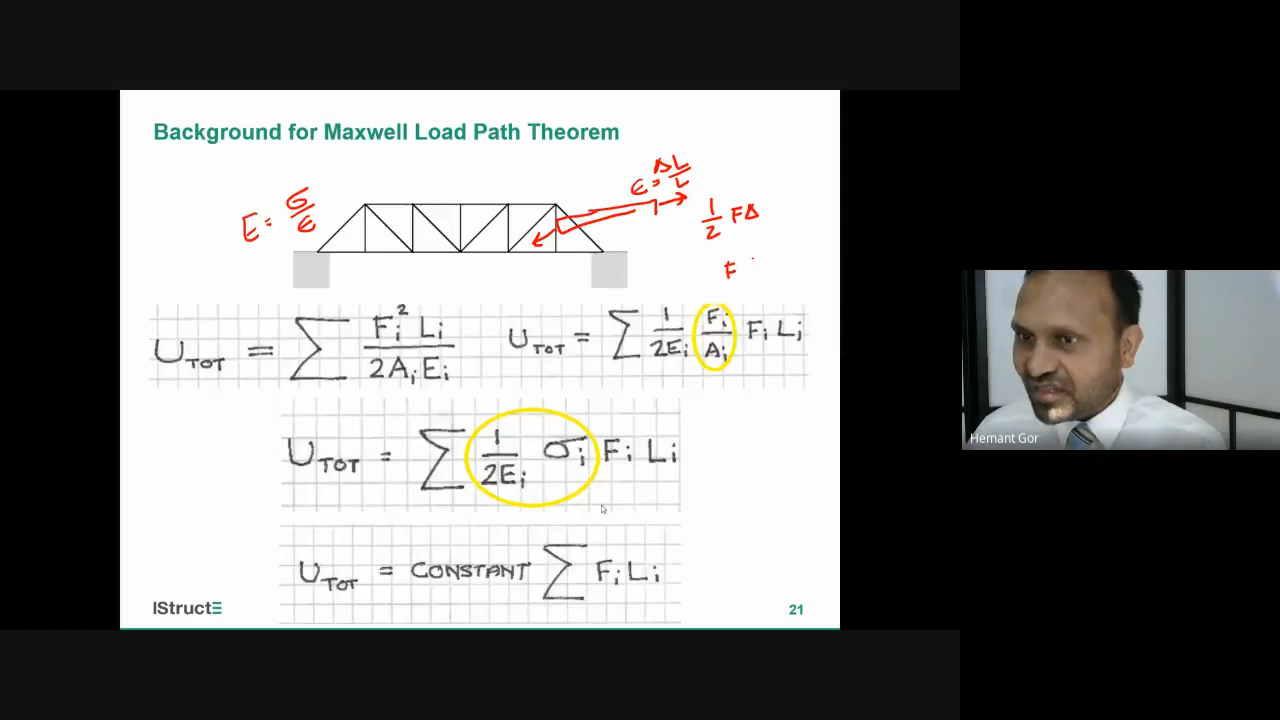 Background for Maxwell Load Path Theorem
E = σ/ε
ε = ΔL/L
1/2 FΔ
F
U_TOT = Σ F_i² L_i / 2A_i E_i
U_TOT = Σ 1/2E_i F_i/A_i F_i L_i
U_TOT = Σ 1/2E_i σ_i F_i L_i
U_TOT = CONSTANT Σ F_i L_i
IStructE
21
Hemant Gor